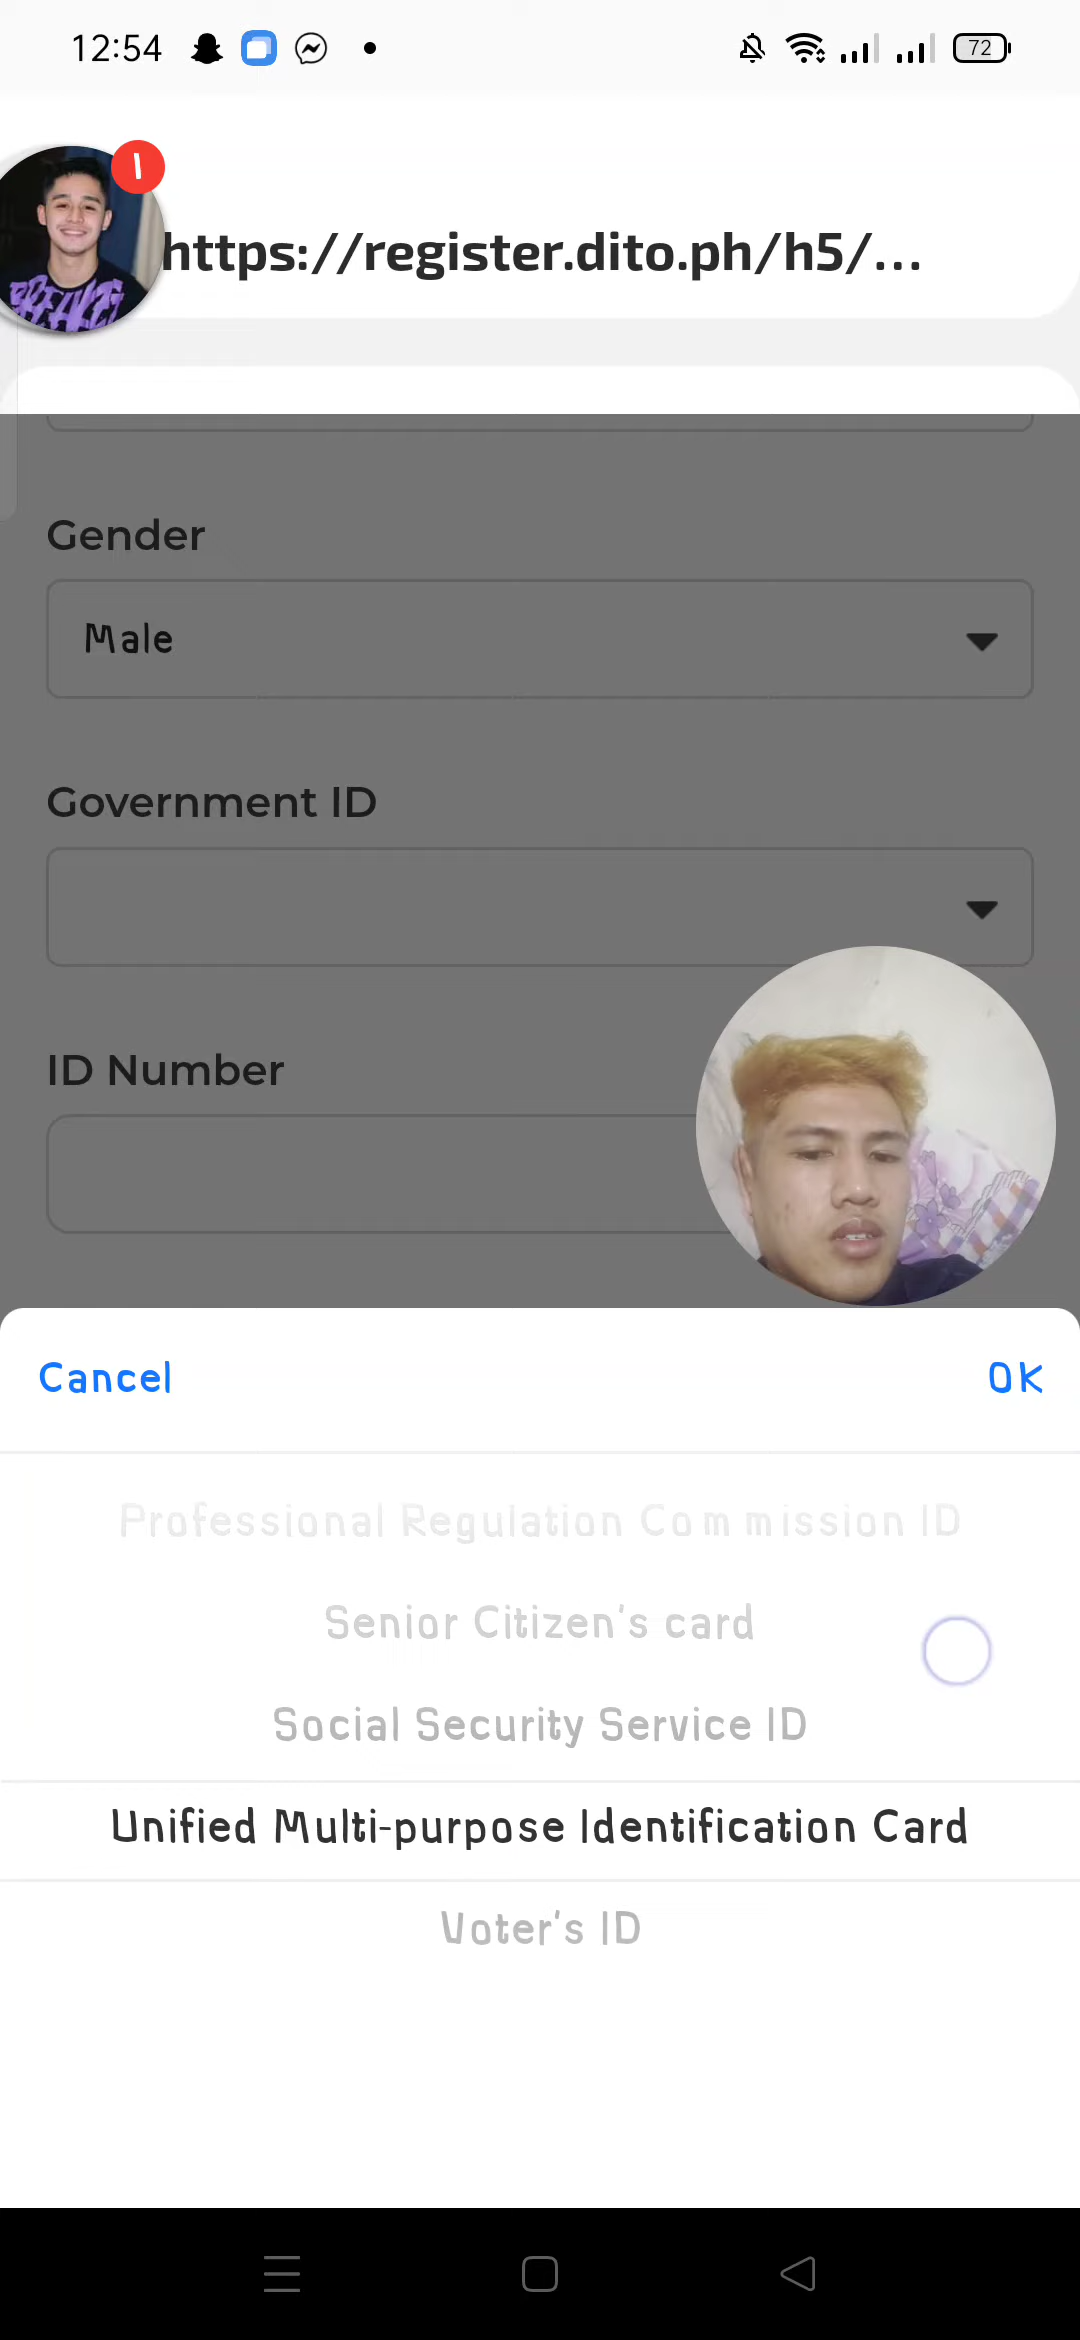 12:54
72
1
https://register.dito.ph/h5/...
Gender
Male
Government ID
ID Number
Cancel
OK
Professional Regulation Commission ID
Senior Citizen's card
Social Security Service ID
Unified Multi-purpose Identification Card
Voter's ID